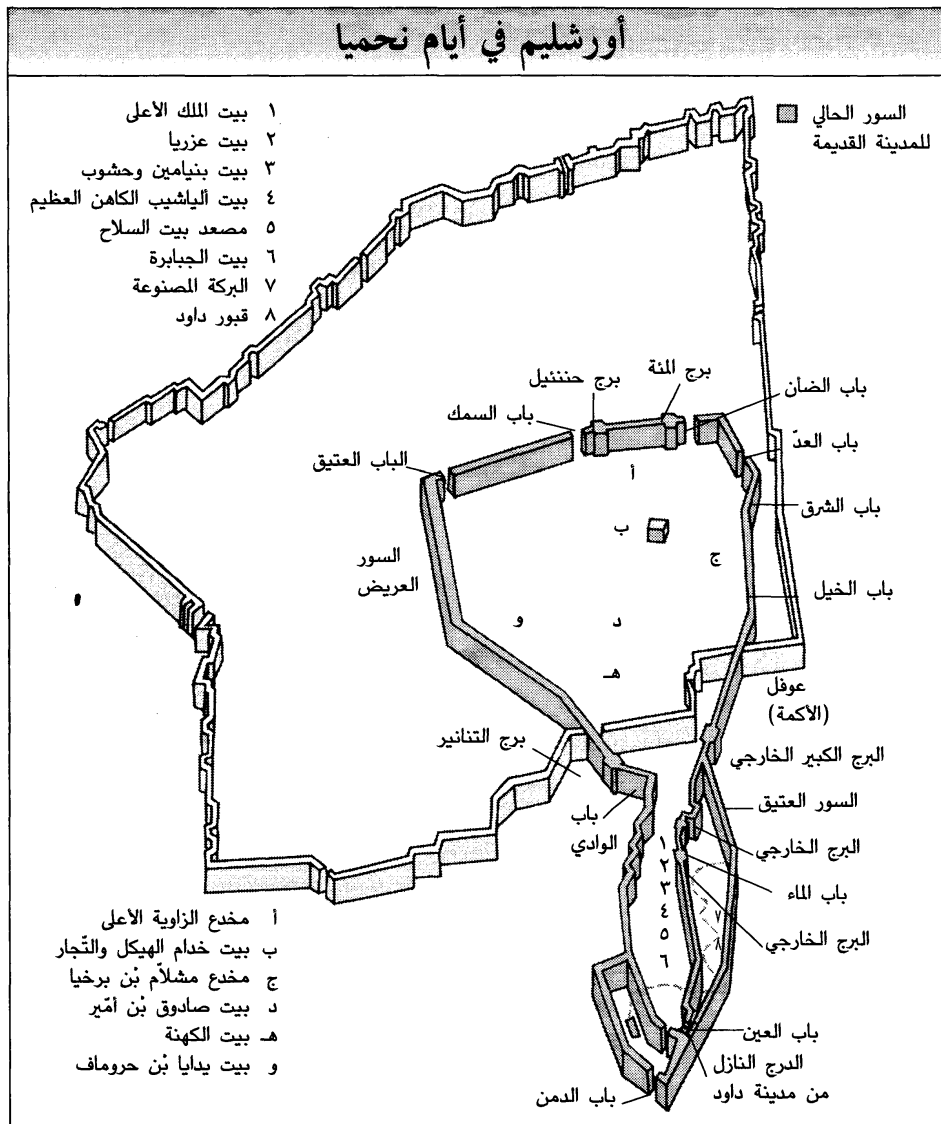 أورشليم في أيام نحميا
السور الحالي
للمدينة القديمة
١ بيت الملك الأعلى
٢ بيت عزريا
٣ بيت بنيامين وحشوب
٤ بيت ألياشيب الكاهن العظيم
٥ مصعد بيت السلاح
٦ بيت الجبابرة
٧ البركة المصنوعة
٨ قبور داود
برج المئة
برج حننئيل
باب الضأن
باب السمك
باب العدّ
الباب العتيق
أ
باب الشرق
ب
ج
السور
العريض
باب الخيل
د
و
هـ
عوفل
(الأكمة)
برج التنانير
البرج الكبير الخارجي
السور العتيق
باب
الوادي
البرج الخارجي
١
٢
باب الماء
٣
٤
٧
٥
البرج الخارجي
٨
٦
باب العين
الدرج النازل
من مدينة داود
باب الدمن
أ مخدع الزاوية الأعلى
ب بيت خدام الهيكل والتّجار
ج مخدع مشلاّم بْن برخيا
د بيت صادوق بْن أمّير
هـ بيت الكهنة
و بيت يدايا بْن حروماف